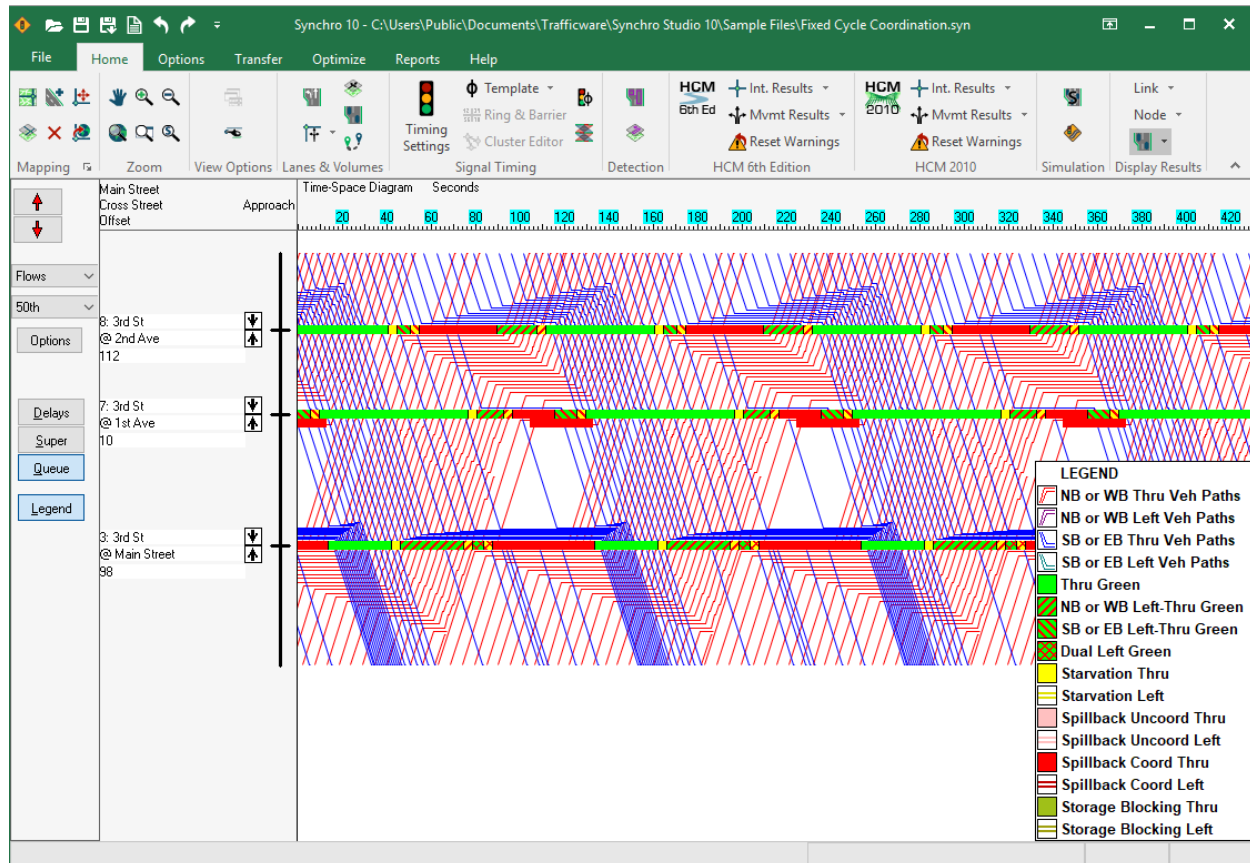 Synchro 10 - C:\Users\Public\Documents\Trafficware\Synchro Studio 10\Sample Files\Fixed Cycle Coordination.syn
File Home Options Transfer Optimize Reports Help
Timing Settings
Φ Template
Ring & Barrier
Cluster Editor
HCM 6th Ed
Int. Results
Mvmt Results
Reset Warnings
HCM 2010
Int. Results
Mvmt Results
Reset Warnings
Link
Node
Mapping Zoom View Options Lanes & Volumes Signal Timing Detection HCM 6th Edition HCM 2010 Simulation Display Results
Main Street
Cross Street Approach
Offset
Time-Space Diagram Seconds
20 40 60 80 100 120 140 160 180 200 220 240 260 280 300 320 340 360 380 400 420
Flows
50th
Options
Delays
Super
Queue
Legend
8: 3rd St
@ 2nd Ave
112
7: 3rd St
@ 1st Ave
10
3: 3rd St
@ Main Street
98
LEGEND
NB or WB Thru Veh Paths
NB or WB Left Veh Paths
SB or EB Thru Veh Paths
SB or EB Left Veh Paths
Thru Green
NB or WB Left-Thru Green
SB or EB Left-Thru Green
Dual Left Green
Starvation Thru
Starvation Left
Spillback Uncoord Thru
Spillback Uncoord Left
Spillback Coord Thru
Spillback Coord Left
Storage Blocking Thru
Storage Blocking Left